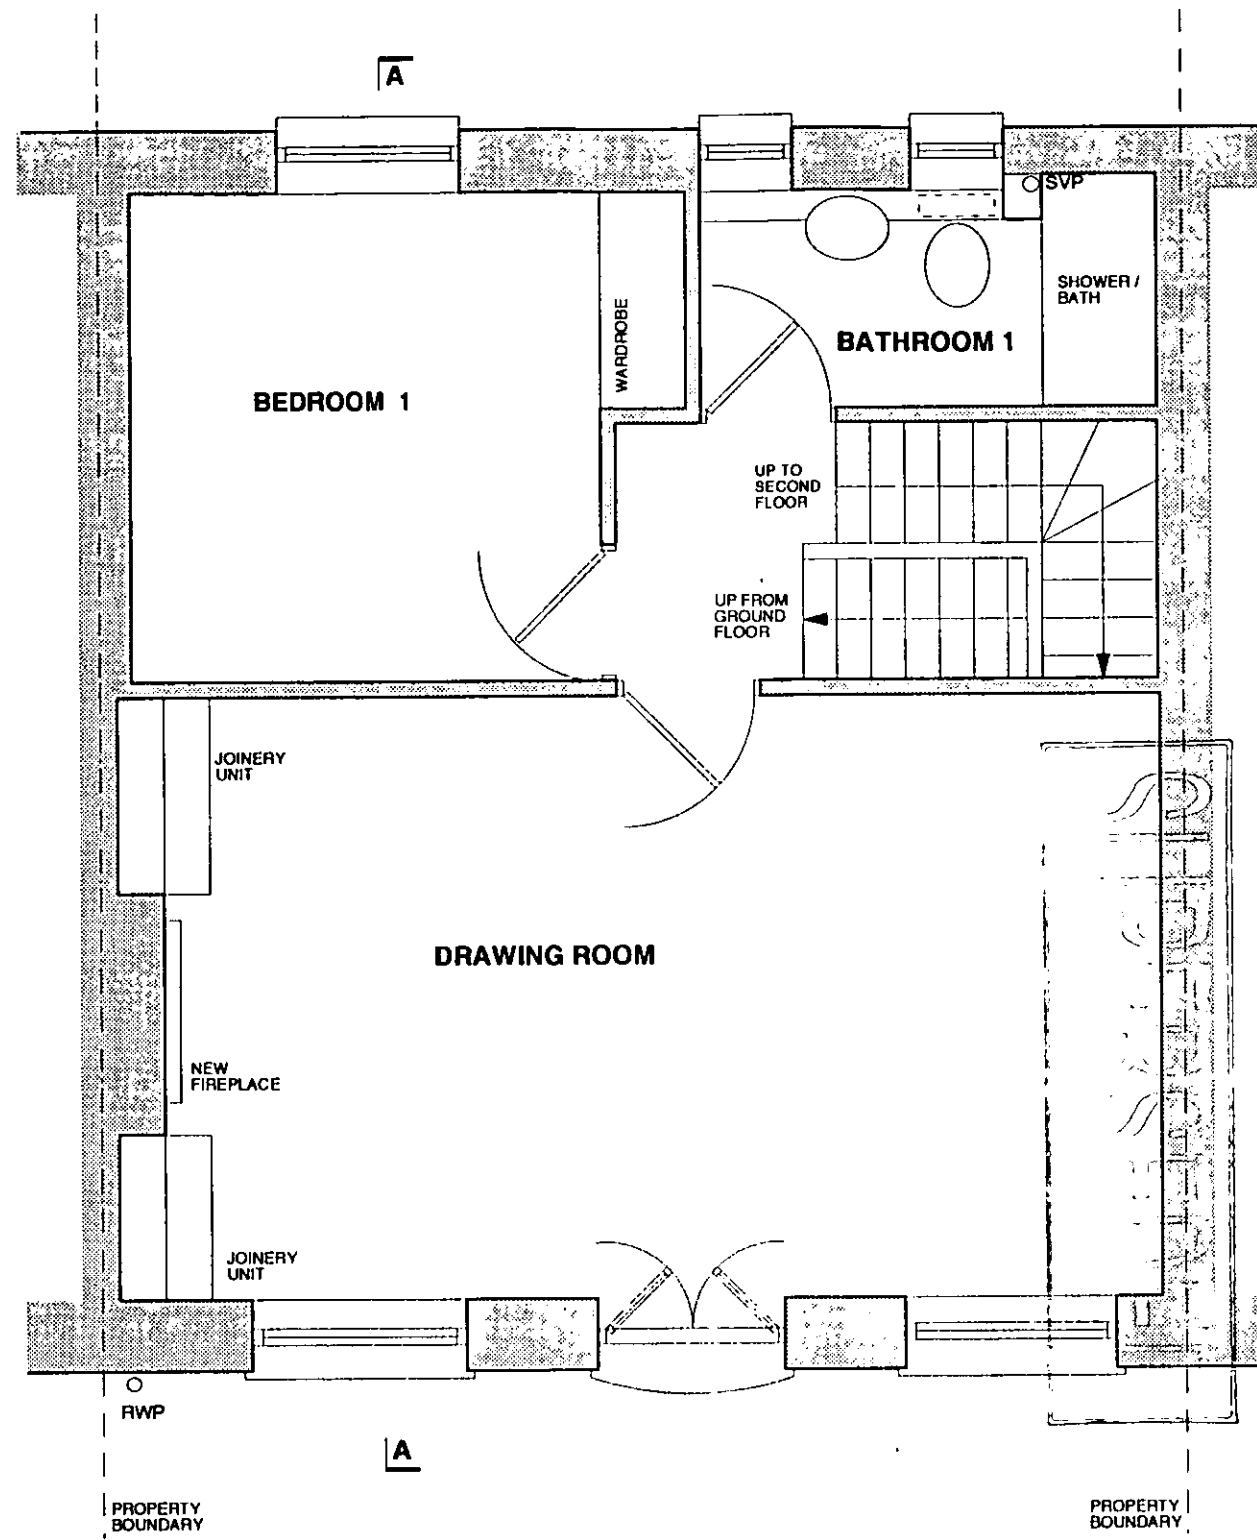 A
SVP
SHOWER /
BATH
WARDROBE
BATHROOM 1
BEDROOM 1
UP TO
SECOND
FLOOR
UP FROM
GROUND
FLOOR
JOINERY
UNIT
DRAWING ROOM
NEW
FIREPLACE
JOINERY
UNIT
RWP
A
PROPERTY
BOUNDARY
PROPERTY
BOUNDARY